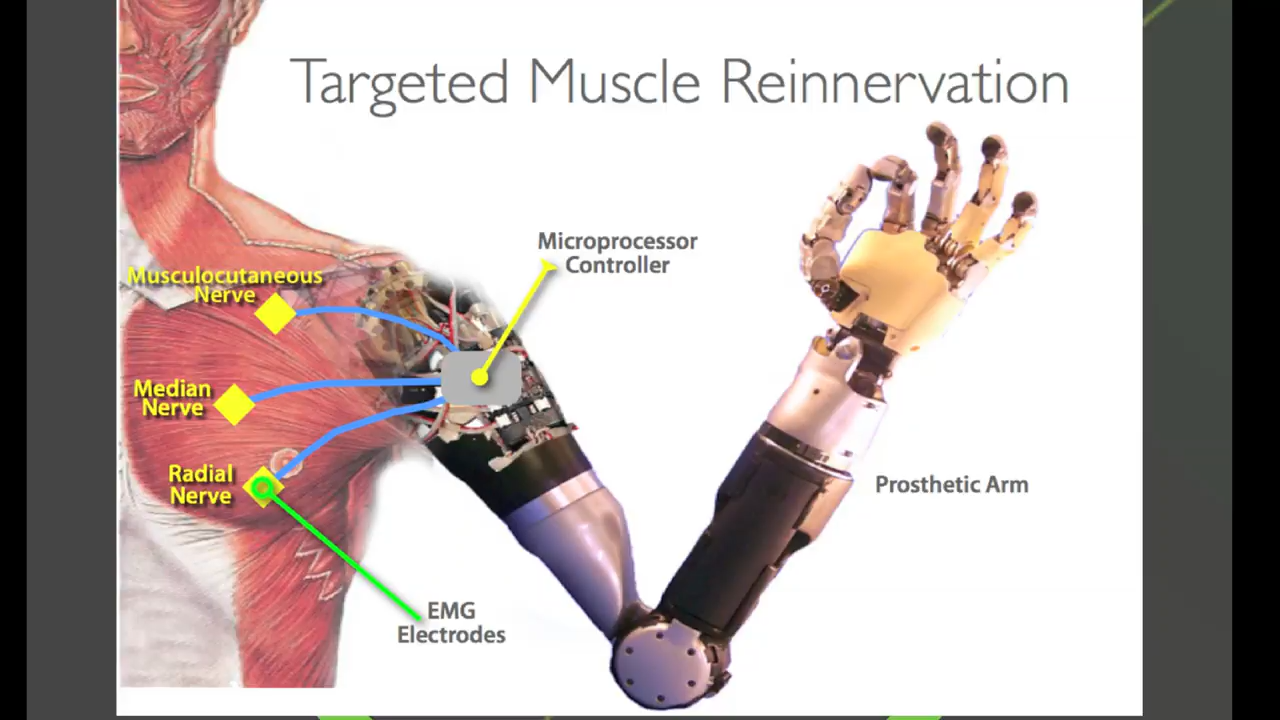 Targeted Muscle Reinnervation
Microprocessor
Controller
Musculocutaneous
Nerve
Median
Nerve
Radial
Nerve
Prosthetic Arm
EMG
Electrodes